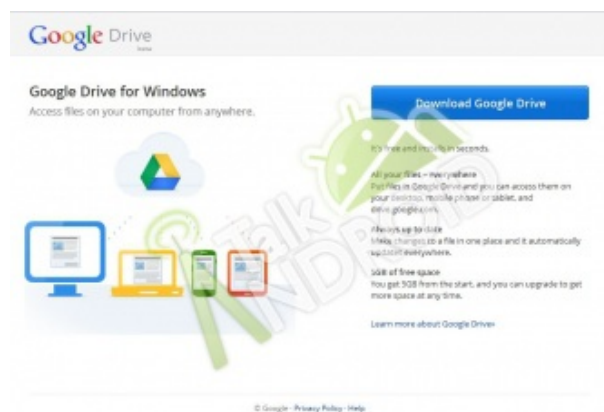 Google Drive
Google Drive for Windows
Access files on your computer from anywhere.
Download Google Drive
It's free and installs in seconds.
All your files – everywhere
Put files in Google Drive and you can access them on
your desktop, mobile phone or tablet, and
drive.google.com.
Always up to date
Make changes to a file in one place and it automatically
updates everywhere.
5GB of free space
You get 5GB from the start, and you can upgrade to get
more space at any time.
Learn more about Google Drive»
Talk
ANDROID
© Google - Privacy Policy - Help